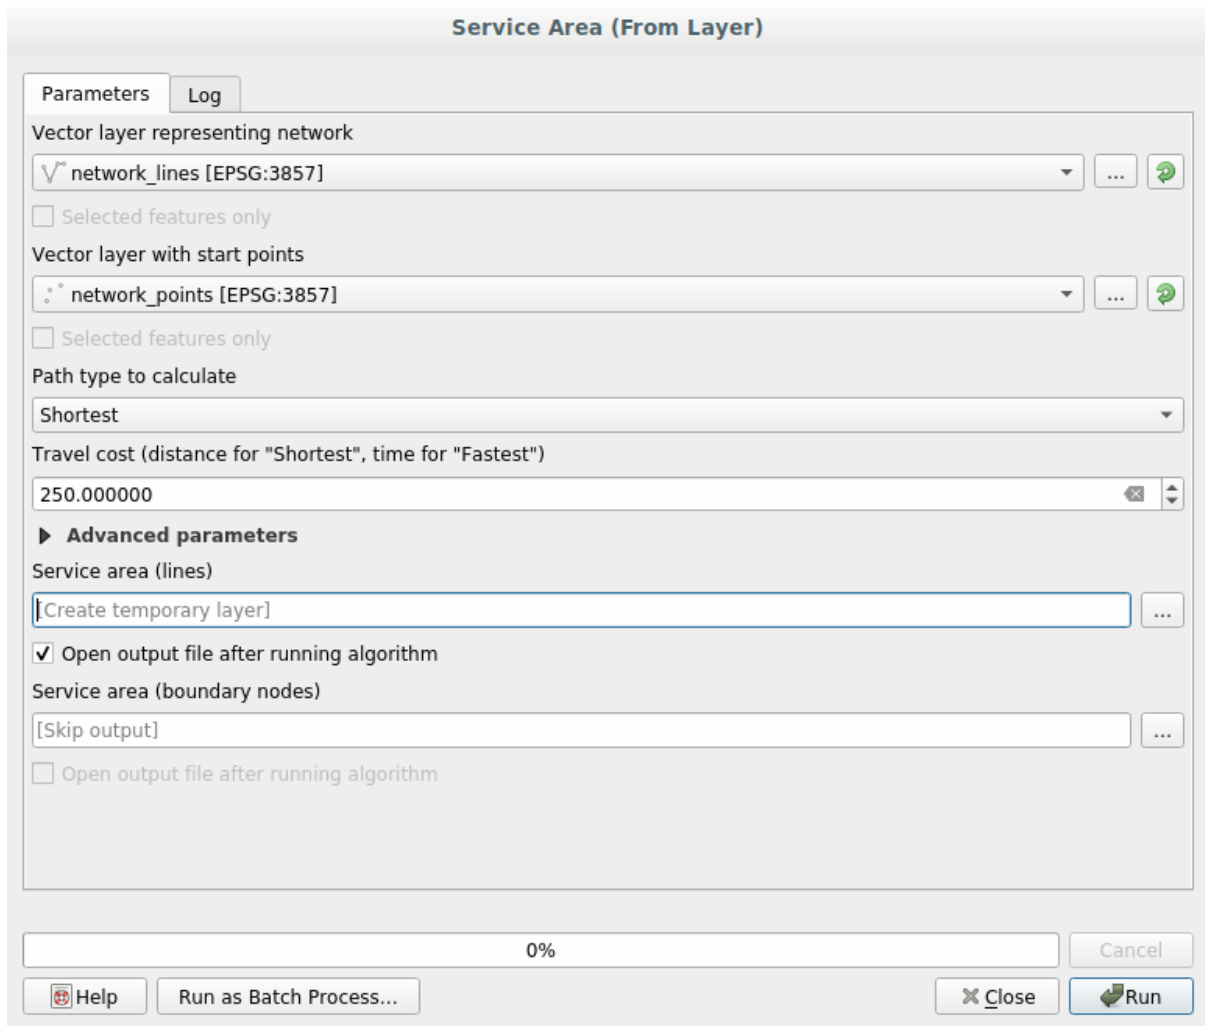 Service Area (From Layer)
Parameters Log
Vector layer representing network
network_lines [EPSG:3857] ...
Selected features only
Vector layer with start points
network_points [EPSG:3857] ...
Selected features only
Path type to calculate
Shortest
Travel cost (distance for "Shortest", time for "Fastest")
250.000000
Advanced parameters
Service area (lines)
[Create temporary layer] ...
Open output file after running algorithm
Service area (boundary nodes)
[Skip output] ...
Open output file after running algorithm
0% Cancel
Help Run as Batch Process... Close Run